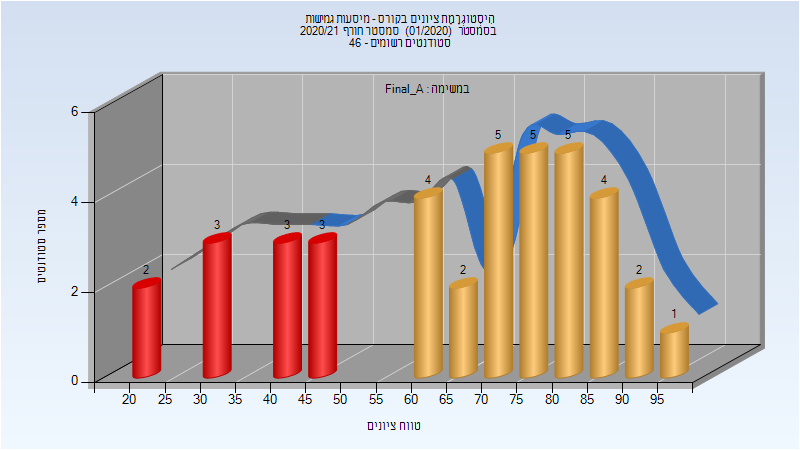 היסטוגרמת ציונים בקורס - מיסעות גמישות
בסמסטר (01/2020) סמסטר חורף 2020/21
סטודנטים רשומים - 46
במשימה : Final_A
מספר סטודנטים
6
4
2
0
2
3
3
3
4
2
5
5
5
4
2
1
20 25 30 35 40 45 50 55 60 65 70 75 80 85 90 95
טווח ציונים